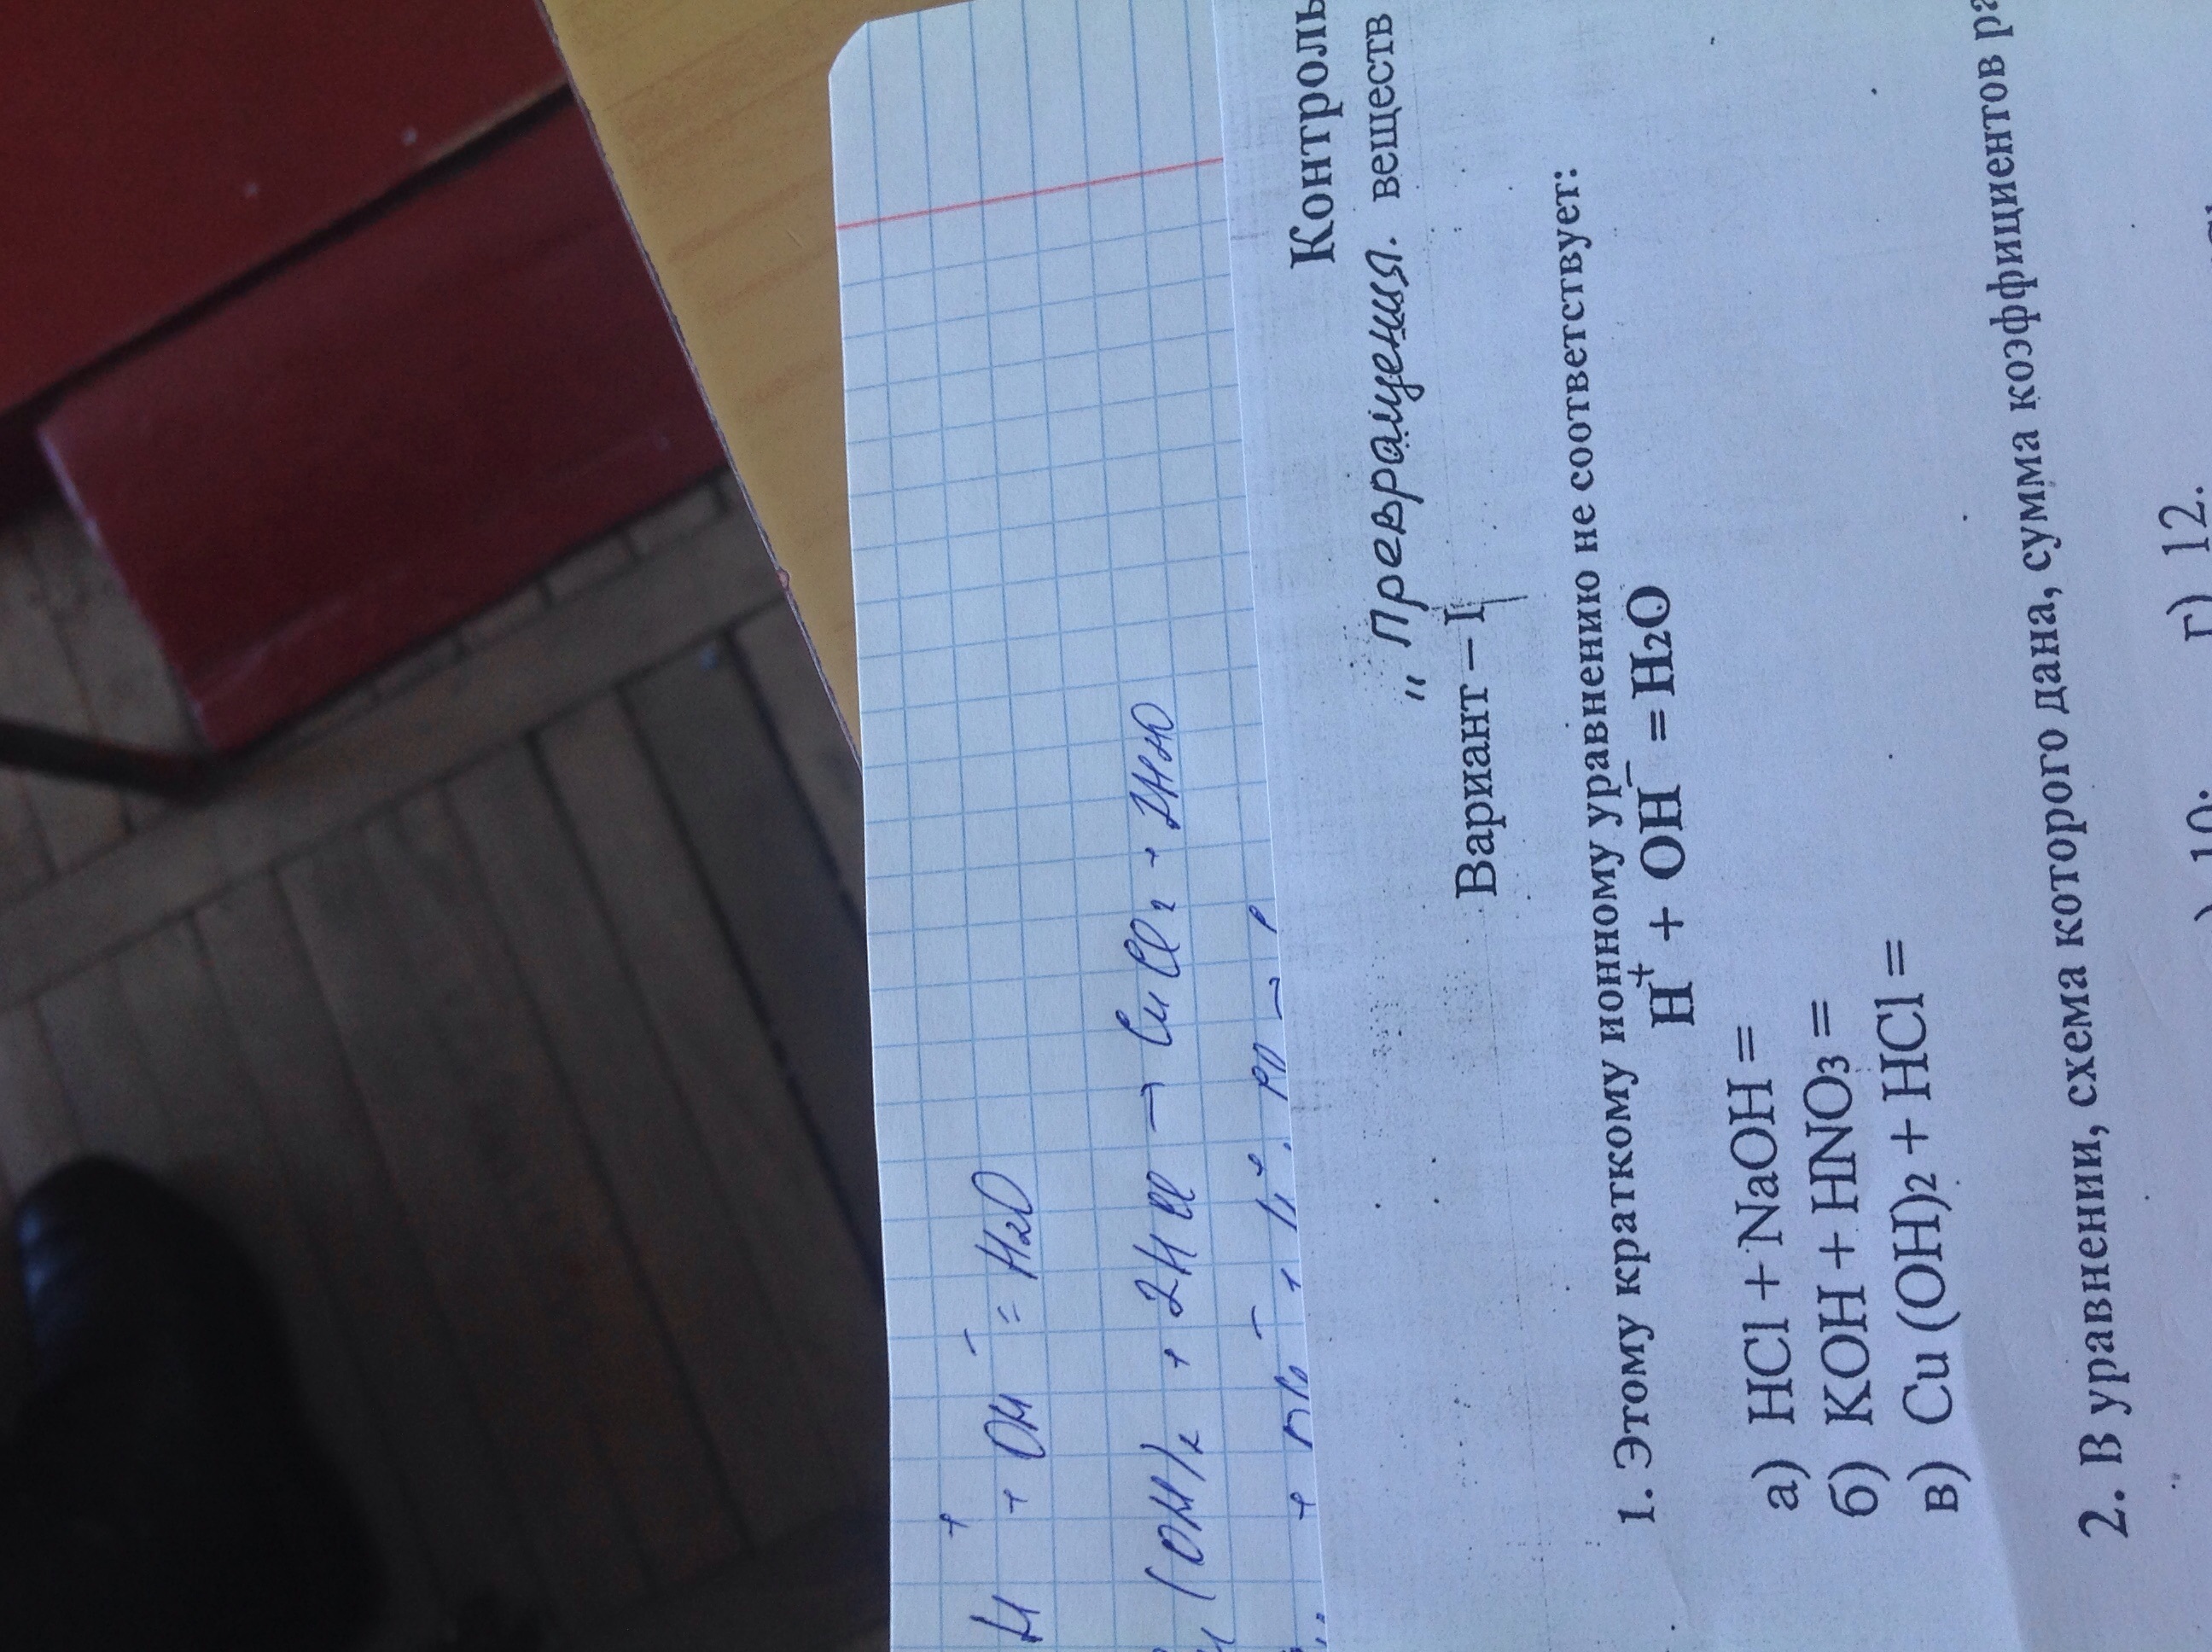 H⁺ + OH⁻ = H₂O
(OH)₂ + 2HCl → CuCl₂ + 2H₂O
Контроль
„Превращения. веществ
Вариант – I
1. Этому краткому ионному уравнению не соответствует:
H⁺ + OH⁻ = H₂O
а) HCl + NaOH =
б) KOH + HNO₃ =
в) Cu (OH)₂ + HCl =
2. В уравнении, схема которого дана, сумма коэффициентов ра
10; г) 12.